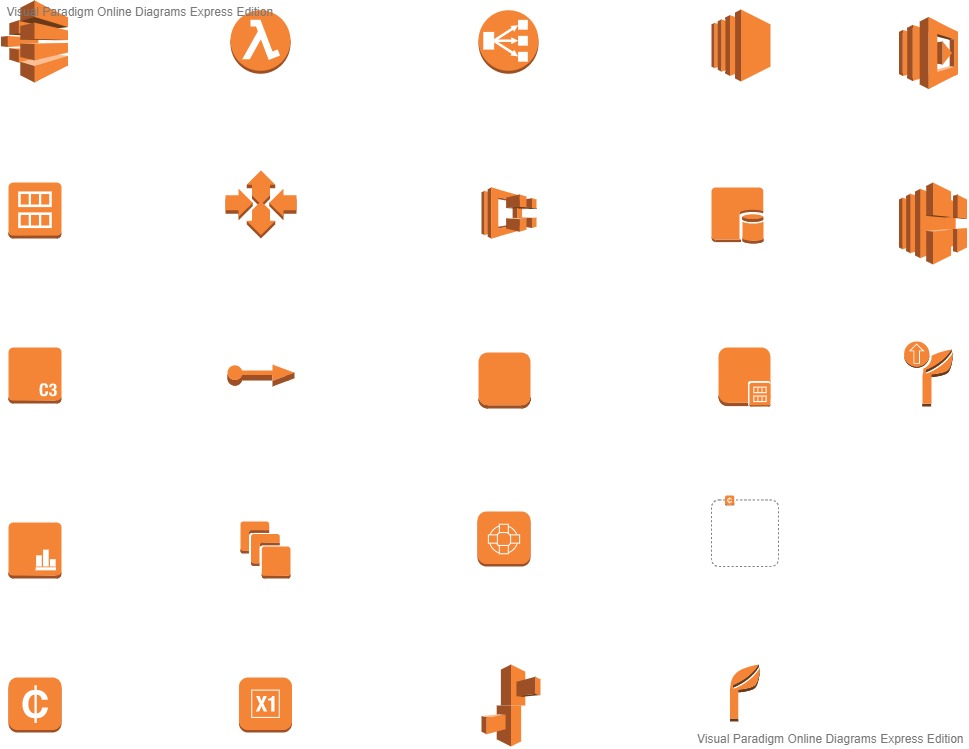 Visual Paradigm Online Diagrams Express Edition
λ
C3
¢
¢
X1
Visual Paradigm Online Diagrams Express Edition